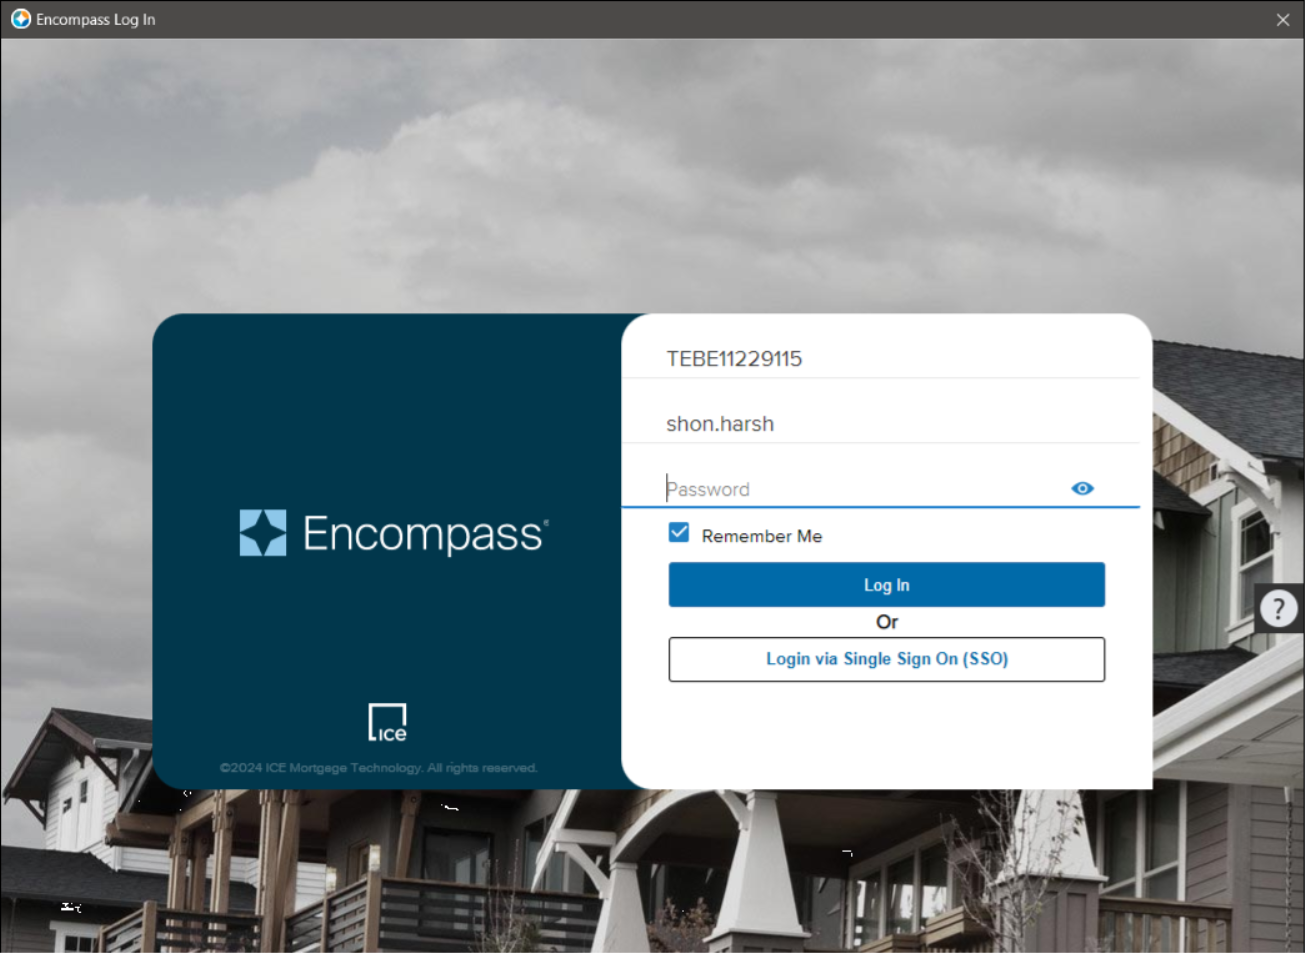 Encompass Log In
TEBE11229115
shon.harsh
Password
Remember Me
Log In
Or
Login via Single Sign On (SSO)
Encompass®
ice
©2024 ICE Mortgage Technology. All rights reserved.
?